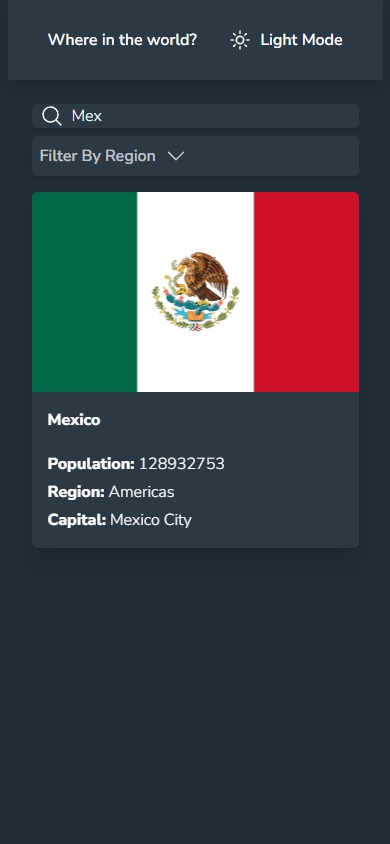 Where in the world? Light Mode
Mex
Filter By Region
Mexico
Population: 128932753
Region: Americas
Capital: Mexico City